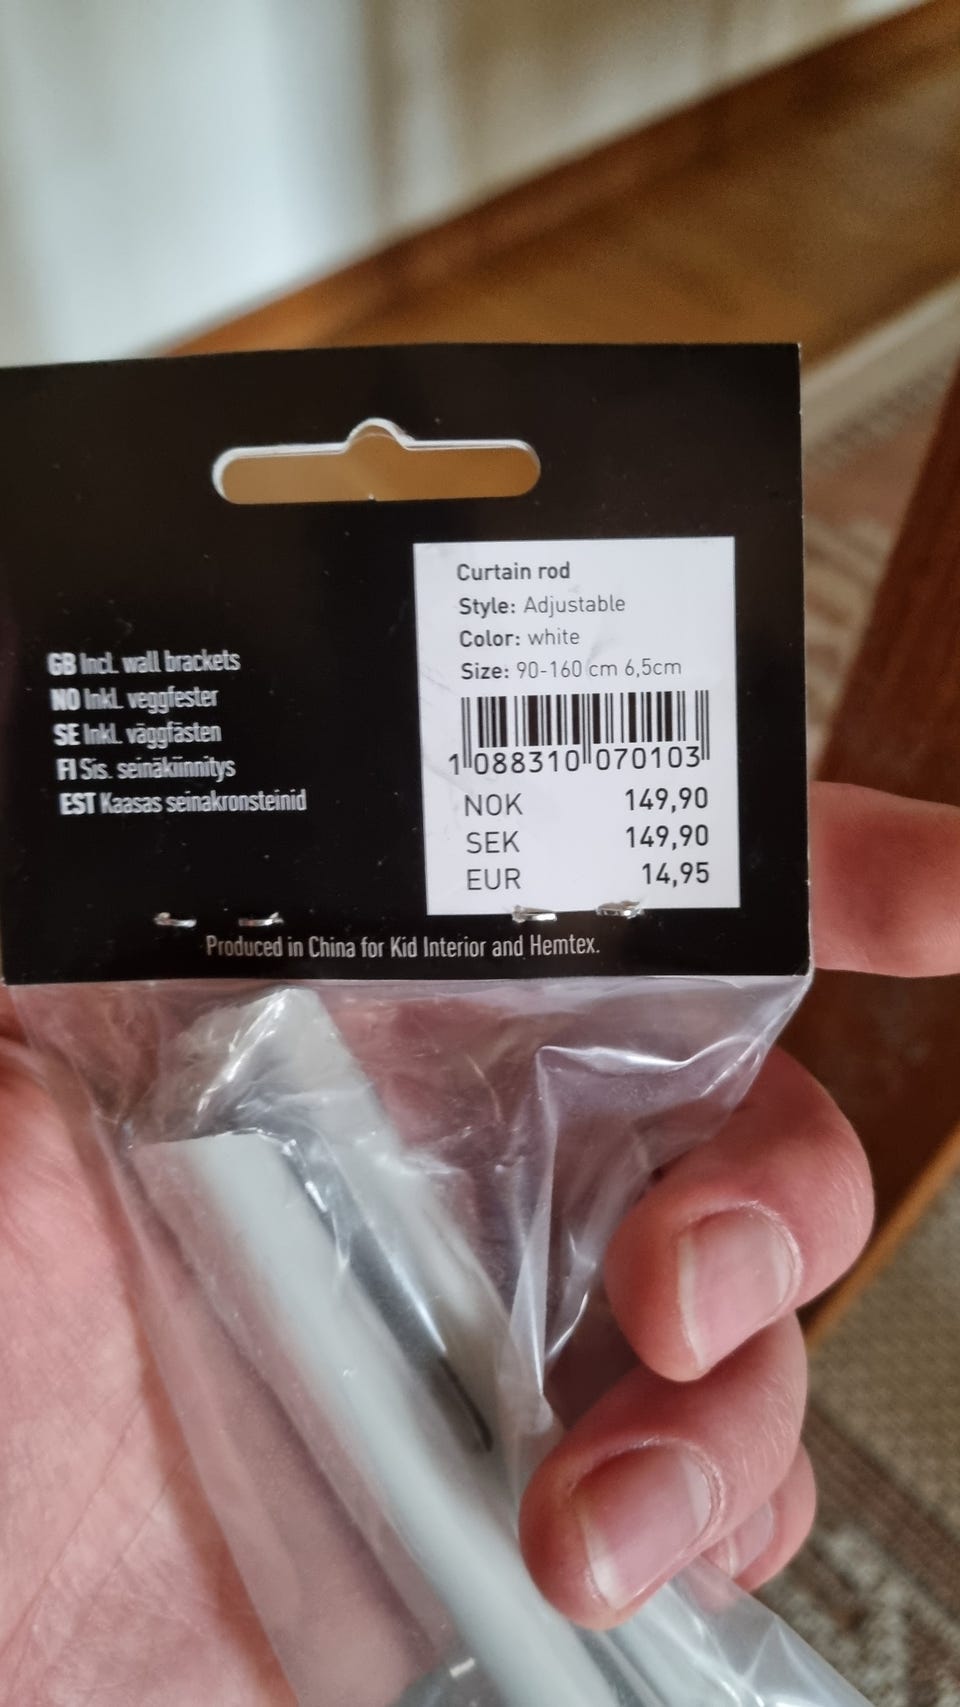 Curtain rod
Style: Adjustable
Color: white
Size: 90-160 cm 6,5cm
1 088310 070103
NOK 149,90
SEK 149,90
EUR 14,95
GB Incl. wall brackets
NO Inkl. veggfester
SE Inkl. väggfästen
FI Sis. seinäkiinnitys
EST Kaasas seinakronsteinid
Produced in China for Kid Interior and Hemtex.